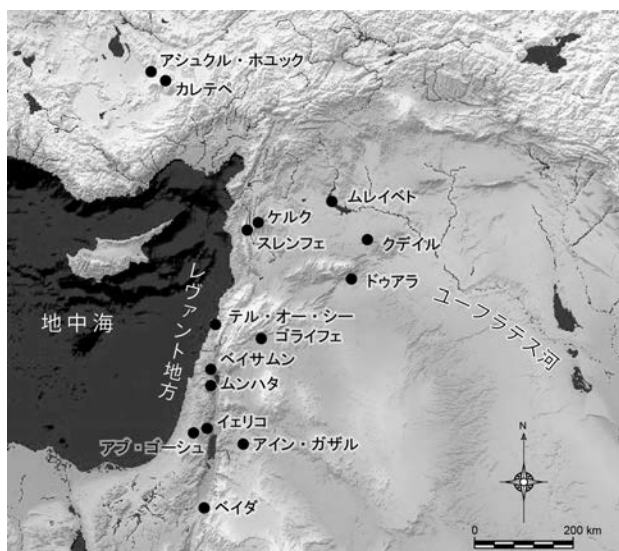 アシュクル・ホユック
カレテペ
ムレイベト
ケルク
スレンフェ
クデイル
ドゥアラ
レヴァント地方
地中海
テル・オー・シー
ゴライフェ
ユーフラテス河
ベイサムン
ムンハタ
イェリコ
アブ・ゴーシュ
アイン・ガザル
ベイダ
N
0 200 km